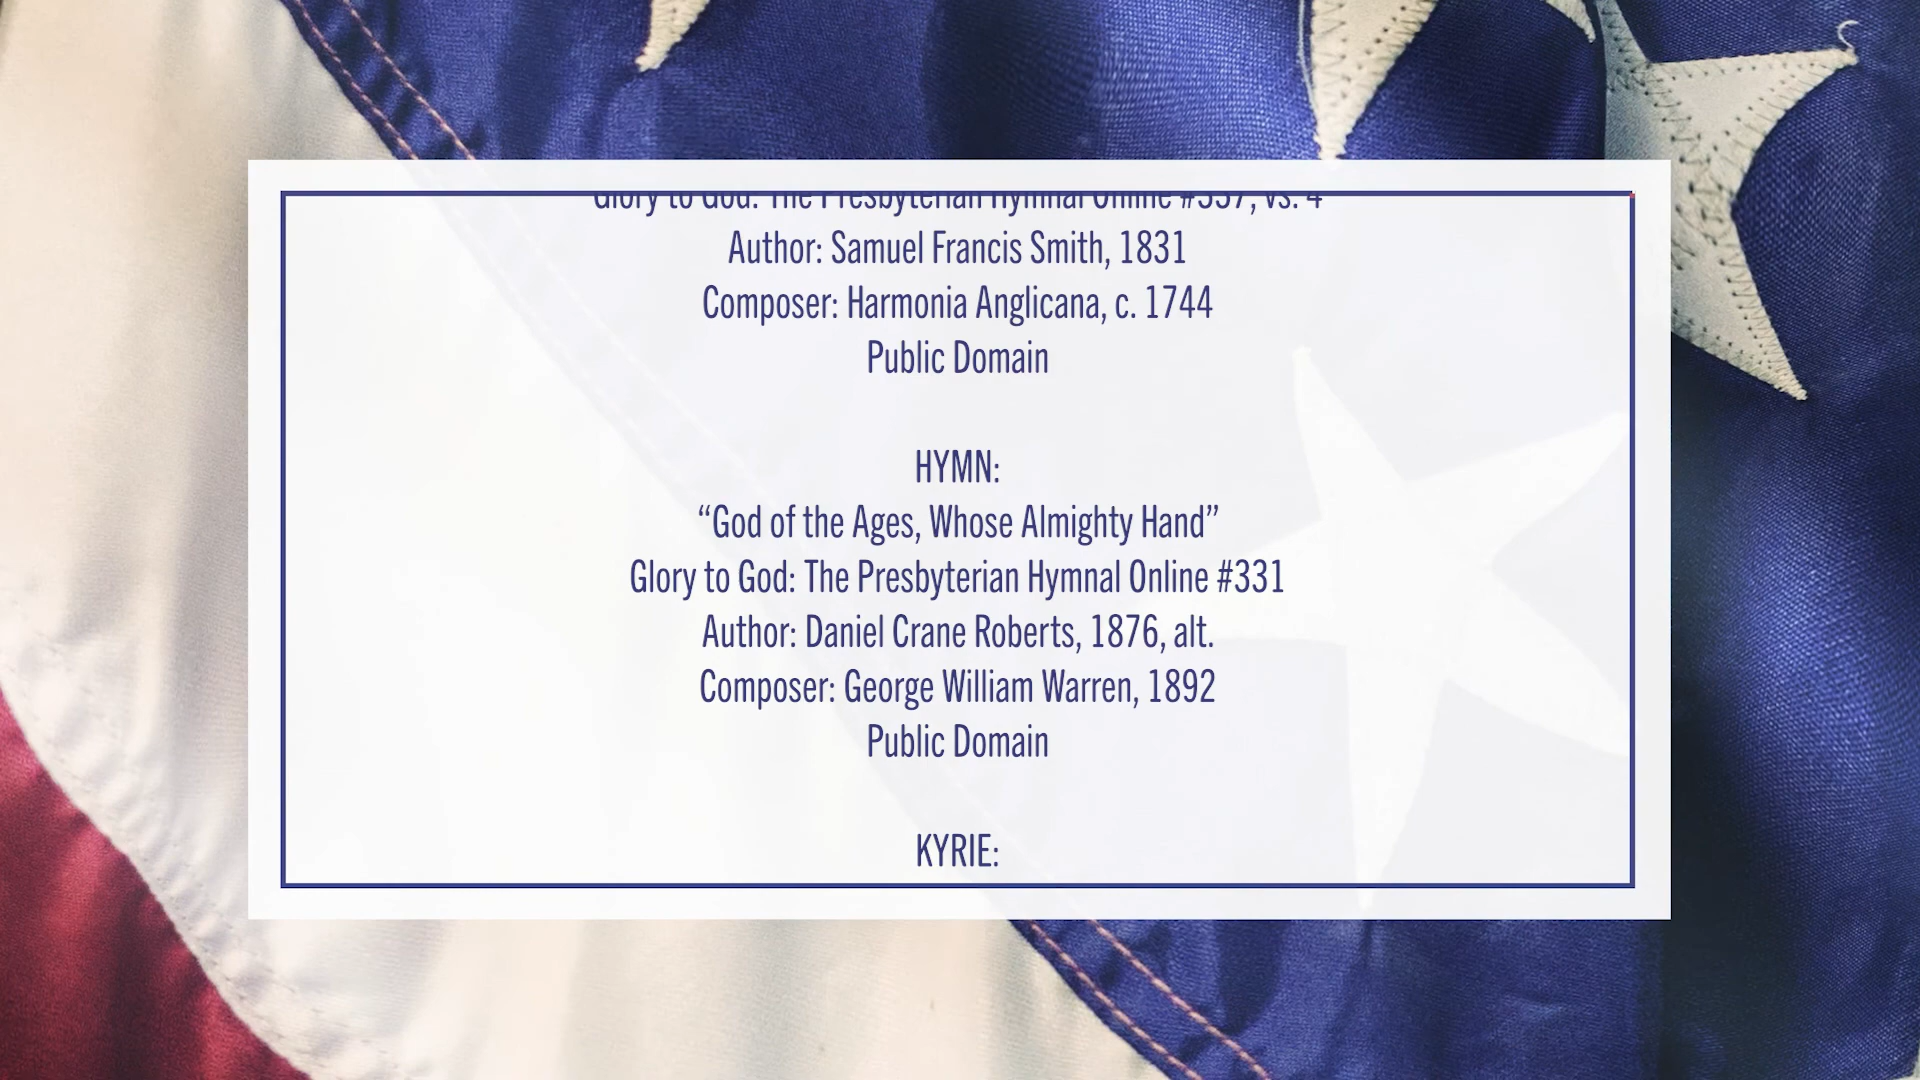 Glory to God: The Presbyterian Hymnal Online #337, vs. 4
Author: Samuel Francis Smith, 1831
Composer: Harmonia Anglicana, c. 1744
Public Domain
HYMN:
“God of the Ages, Whose Almighty Hand”
Glory to God: The Presbyterian Hymnal Online #331
Author: Daniel Crane Roberts, 1876, alt.
Composer: George William Warren, 1892
Public Domain
KYRIE: